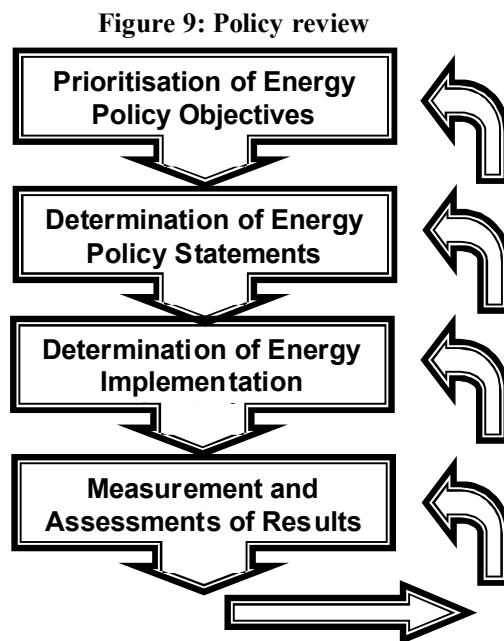 Figure 9: Policy review
Prioritisation of Energy
Policy Objectives
Determination of Energy
Policy Statements
Determination of Energy
Implementation
Measurement and
Assessments of Results